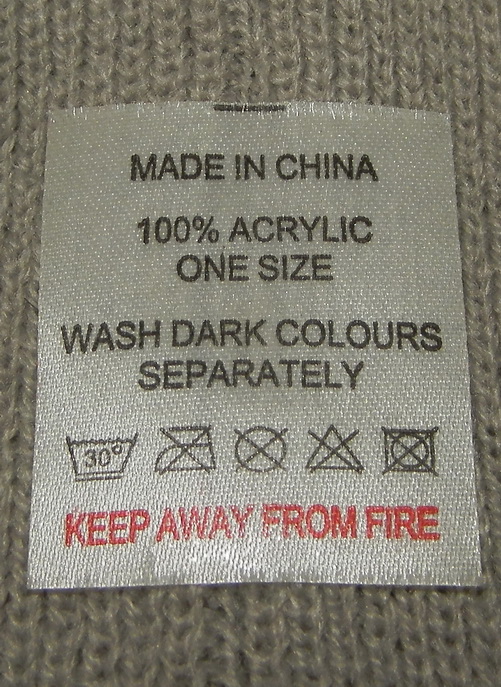 MADE IN CHINA
100% ACRYLIC
ONE SIZE
WASH DARK COLOURS
SEPARATELY
30°
KEEP AWAY FROM FIRE